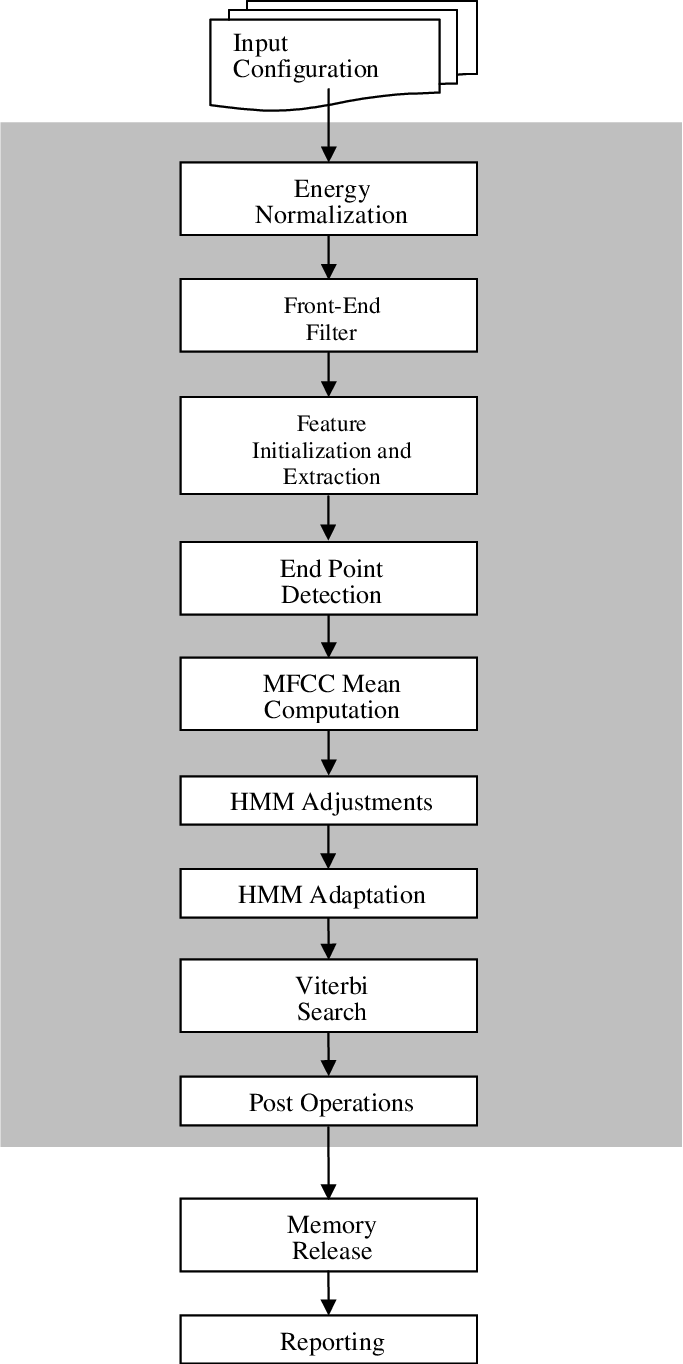 Input
Configuration
Energy
Normalization
Front-End
Filter
Feature
Initialization and
Extraction
End Point
Detection
MFCC Mean
Computation
HMM Adjustments
HMM Adaptation
Viterbi
Search
Post Operations
Memory
Release
Reporting